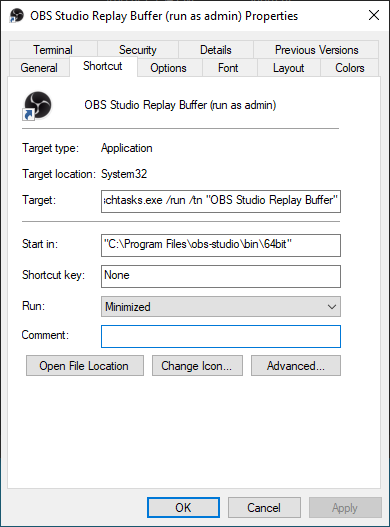 OBS Studio Replay Buffer (run as admin) Properties
Terminal Security Details Previous Versions
General Shortcut Options Font Layout Colors
OBS Studio Replay Buffer (run as admin)
Target type: Application
Target location: System32
Target: chtasks.exe /run /tn "OBS Studio Replay Buffer"
Start in: "C:\Program Files\obs-studio\bin\64bit"
Shortcut key: None
Run: Minimized
Comment:
Open File Location Change Icon... Advanced...
OK Cancel Apply